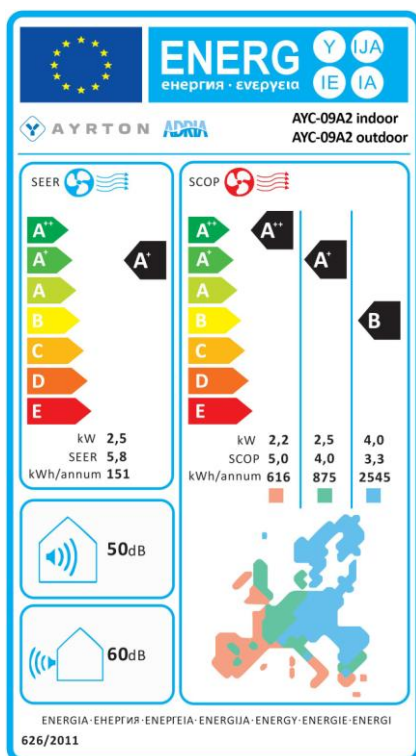 ENERG
енергия · ενεργεια
Y IJA
IE IA
AYRTON ADRIA
AYC-09A2 indoor
AYC-09A2 outdoor
SEER
A++
A+
A
B
C
D
E
A+
kW 2,5
SEER 5,8
kWh/annum 151
SCOP
A++
A+
A
B
C
D
E
A++
A+
B
kW 2,2 2,5 4,0
SCOP 5,0 4,0 3,3
kWh/annum 616 875 2545
50dB
60dB
ENERGIA·ЕНЕРГИЯ·ΕΝΕΡΓΕΙΑ·ENERGIJA·ENERGY·ENERGIE·ENERGI
626/2011